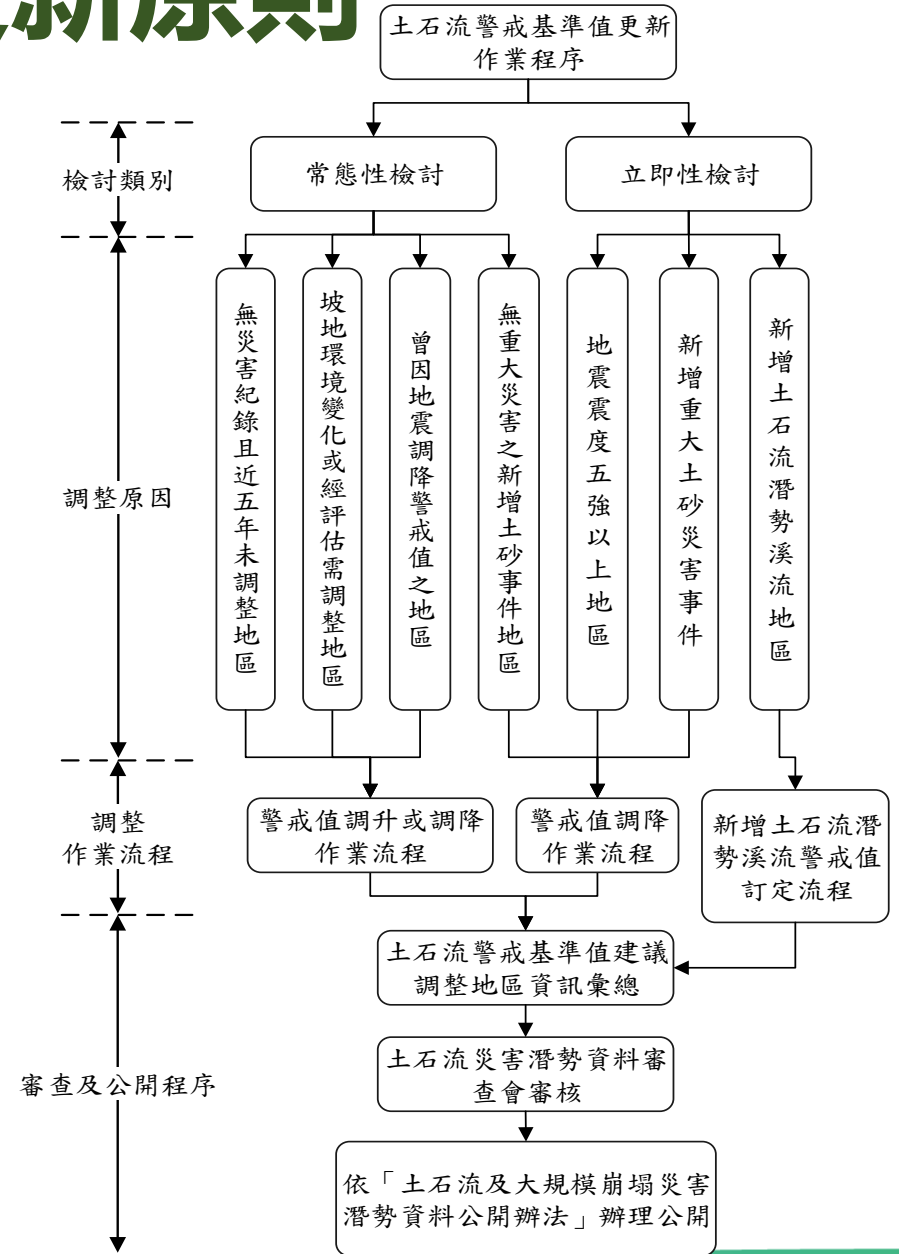 新原則
土石流警戒基準值更新
作業程序
檢討類別
常態性檢討
立即性檢討
調整原因
無災害紀錄且近五年未調整地區
坡地環境變化或經評估需調整地區
曾因地震調降警戒值之地區
無重大災害之新增土砂事件地區
地震震度五強以上地區
新增重大土砂災害事件
新增土石流潛勢溪流地區
調整
作業流程
警戒值調升或調降
作業流程
警戒值調降
作業流程
新增土石流潛
勢溪流警戒值
訂定流程
審查及公開程序
土石流警戒基準值建議
調整地區資訊彙總
土石流災害潛勢資料審
查會審核
依「土石流及大規模崩塌災害
潛勢資料公開辦法」辦理公開